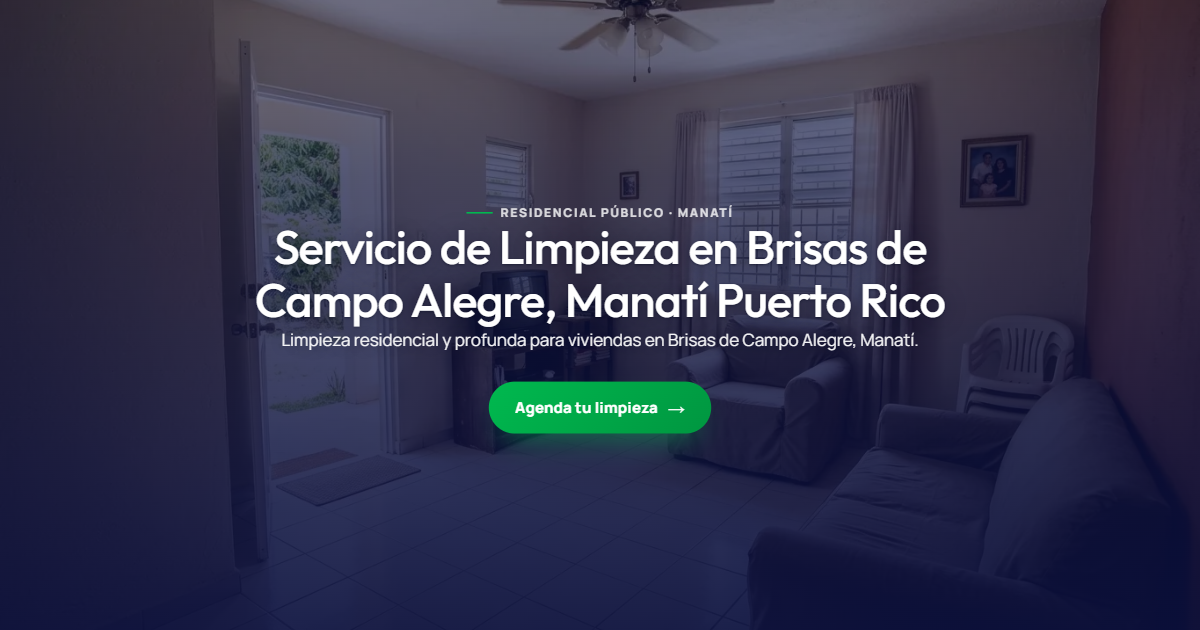 RESIDENCIAL PÚBLICO · MANATÍ
Servicio de Limpieza en Brisas de
Campo Alegre, Manatí Puerto Rico
Limpieza residencial y profunda para viviendas en Brisas de Campo Alegre, Manatí.
Agenda tu limpieza →